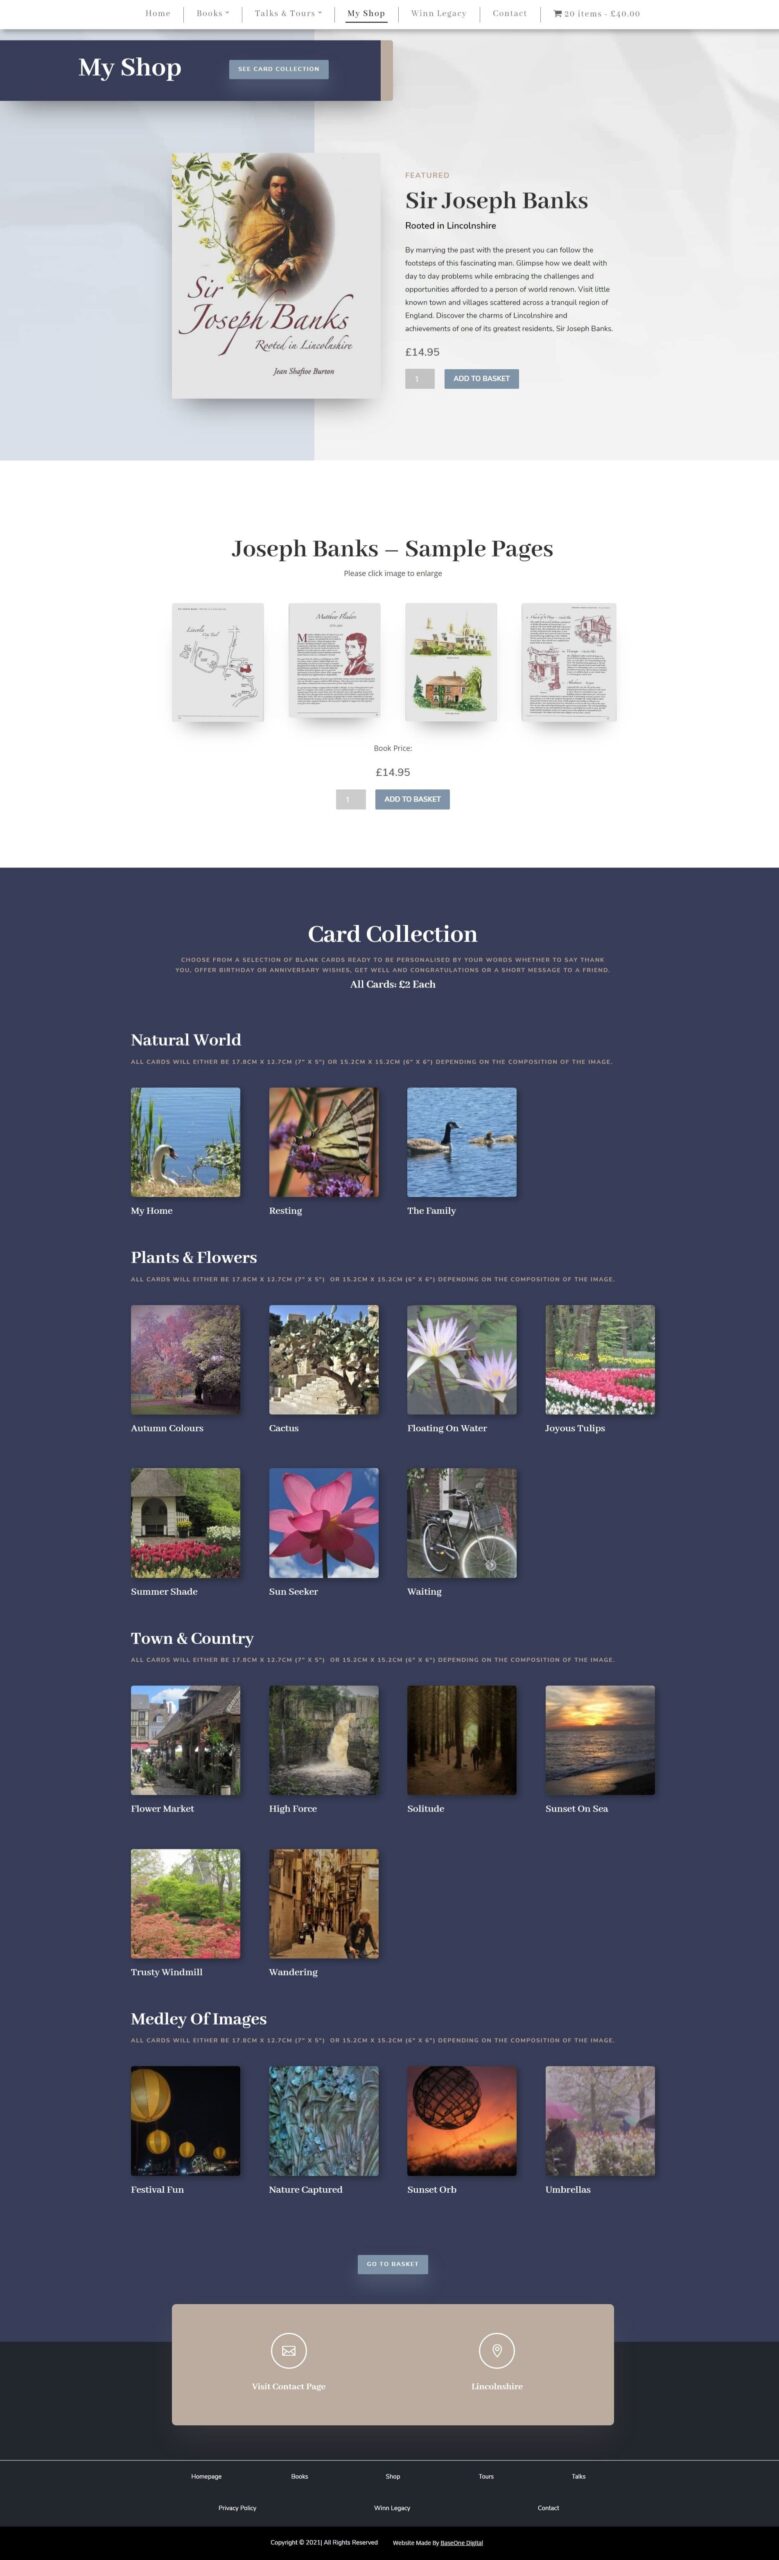 Home Books Talks & Tours My Shop Winn Legacy Contact 20 items - £40.00
My Shop
SEE CARD COLLECTION
Sir
Joseph Banks
Rooted in Lincolnshire
Jean Shaftoe Burton
FEATURED
Sir Joseph Banks
Rooted in Lincolnshire
By marrying the past with the present you can follow the
footsteps of this fascinating man. Glimpse how we dealt with
day to day problems while embracing the challenges and
opportunities afforded to a person of world renown. Visit little
known town and villages scattered across a tranquil region of
England. Discover the charms of Lincolnshire and
achievements of one of its greatest residents, Sir Joseph Banks.
£14.95
1 ADD TO BASKET
Joseph Banks – Sample Pages
Please click image to enlarge
Lincoln
Matthew Flinders
Book Price:
£14.95
1 ADD TO BASKET
Card Collection
CHOOSE FROM A SELECTION OF BLANK CARDS READY TO BE PERSONALISED BY YOUR WORDS WHETHER TO SAY THANK
YOU, OFFER BIRTHDAY OR ANNIVERSARY WISHES, GET WELL AND CONGRATULATIONS OR A SHORT MESSAGE TO A FRIEND.
All Cards: £2 Each
Natural World
ALL CARDS WILL EITHER BE 17.8CM X 12.7CM (7" X 5") OR 15.2CM X 15.2CM (6" X 6") DEPENDING ON THE COMPOSITION OF THE IMAGE.
My Home Resting The Family
Plants & Flowers
ALL CARDS WILL EITHER BE 17.8CM X 12.7CM (7" X 5") OR 15.2CM X 15.2CM (6" X 6") DEPENDING ON THE COMPOSITION OF THE IMAGE.
Autumn Colours Cactus Floating On Water Joyous Tulips
Summer Shade Sun Seeker Waiting
Town & Country
ALL CARDS WILL EITHER BE 17.8CM X 12.7CM (7" X 5") OR 15.2CM X 15.2CM (6" X 6") DEPENDING ON THE COMPOSITION OF THE IMAGE.
Flower Market High Force Solitude Sunset On Sea
Trusty Windmill Wandering
Medley Of Images
ALL CARDS WILL EITHER BE 17.8CM X 12.7CM (7" X 5") OR 15.2CM X 15.2CM (6" X 6") DEPENDING ON THE COMPOSITION OF THE IMAGE.
Festival Fun Nature Captured Sunset Orb Umbrellas
GO TO BASKET
Visit Contact Page Lincolnshire
Homepage Books Shop Tours Talks
Privacy Policy Winn Legacy Contact
Copyright © 2021| All Rights Reserved Website Made By BaseOne Digital